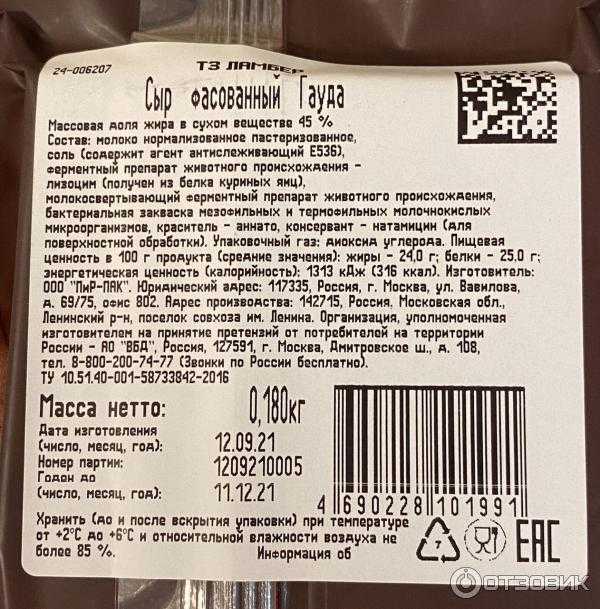 24-006207 ТЗ ЛАМБЕР
Сыр фасованный Гауда
Массовая доля жира в сухом веществе 45 %
Состав: молоко нормализованное пастеризованное,
соль (содержит агент антислеживающий Е536),
ферментный препарат животного происхождения –
лизоцим (получен из белка куриных яиц),
молокосвертывающий ферментный препарат животного происхождения,
бактериальная закваска мезофильных и термофильных молочнокислых
микроорганизмов, краситель - аннато, консервант - натамицин (для
поверхностной обработки). Упаковочный газ: диоксид углерода. Пищевая
ценность в 100 г продукта (средние значения): жиры - 24,0 г; белки - 25,0 г;
энергетическая ценность (калорийность): 1313 кДж (316 ккал). Изготовитель:
ООО "ПиР-ПАК". Юридический адрес: 117335, Россия, г. Москва, ул. Вавилова,
д. 69/75, офис 802. Адрес производства: 142715, Россия, Московская обл.,
Ленинский р-н, поселок совхоза им. Ленина. Организация, уполномоченная
изготовителем на принятие претензий от потребителей на территории
России - АО "ВБД", Россия, 127591, г. Москва, Дмитровское ш., д. 108,
тел. 8-800-200-74-77 (Звонки по России бесплатно).
ТУ 10.51.40-001-58733842-2016
Масса нетто: 0,180кг
Дата изготовления
(число, месяц, год): 12.09.21
Номер партии: 1209210005
Годен до
(число, месяц, год): 11.12.21
4 690228 101991
Хранить (до и после вскрытия упаковки) при температуре
от +2°С до +6°С и относительной влажности воздуха не
более 85 %. Информация об
7
EAC
ОТЗОВИК